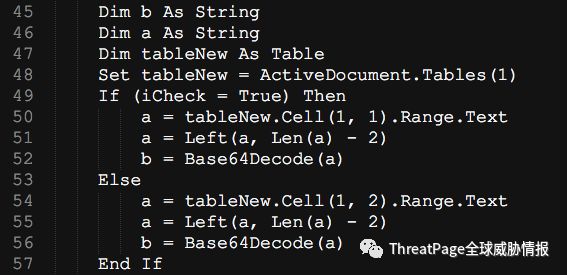 45 Dim b As String
46 Dim a As String
47 Dim tableNew As Table
48 Set tableNew = ActiveDocument.Tables(1)
49 If (iCheck = True) Then
50 a = tableNew.Cell(1, 1).Range.Text
51 a = Left(a, Len(a) - 2)
52 b = Base64Decode(a)
53 Else
54 a = tableNew.Cell(1, 2).Range.Text
55 a = Left(a, Len(a) - 2)
56 b = Base64Decode(a)
ThreatPage全球威胁情报
57 End If